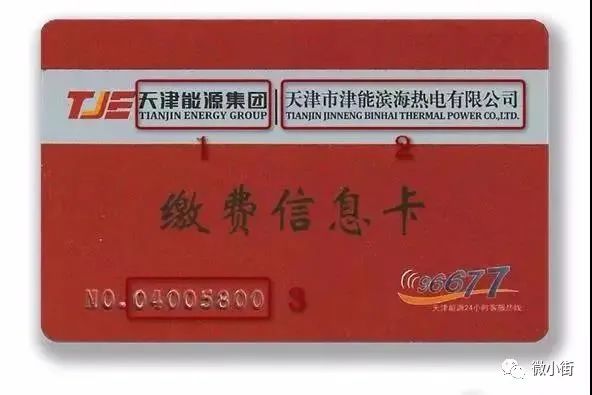 TJE 天津能源集团 天津市津能滨海热电有限公司
TIANJIN ENERGY GROUP TIANJIN JINNENG BINHAI THERMAL POWER CO.,LTD.
1 2
缴费信息卡
NO.04005800 3
96677
天津能源24小时客服热线
微小街